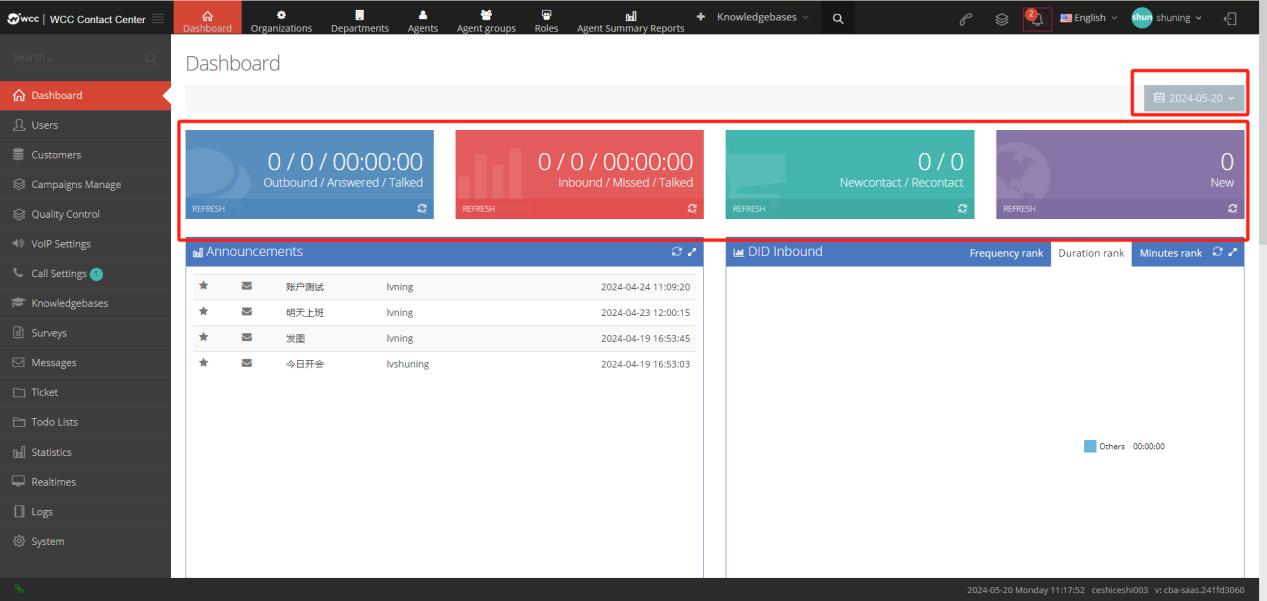 wcc | WCC Contact Center
Dashboard Organizations Departments Agents Agent groups Roles Agent Summary Reports Knowledgebases 2 English shun shuning
Search...
Dashboard
Users
Customers
Campaigns Manage
Quality Control
VoIP Settings
Call Settings 1
Knowledgebases
Surveys
Messages
Ticket
Todo Lists
Statistics
Realtimes
Logs
System
Dashboard
2024-05-20
0 / 0 / 00:00:00
Outbound / Answered / Talked
REFRESH
0 / 0 / 00:00:00
Inbound / Missed / Talked
REFRESH
0 / 0
Newcontact / Recontact
REFRESH
0
New
REFRESH
Announcements
账户测试 lvning 2024-04-24 11:09:20
明天上班 lvning 2024-04-23 12:00:15
发图 lvning 2024-04-19 16:53:45
今日开会 lvshuning 2024-04-19 16:53:03
DID Inbound Frequency rank Duration rank Minutes rank
Others 00:00:00
2024-05-20 Monday 11:17:52 ceshiceshi003 v: cba-saas.241fd3060